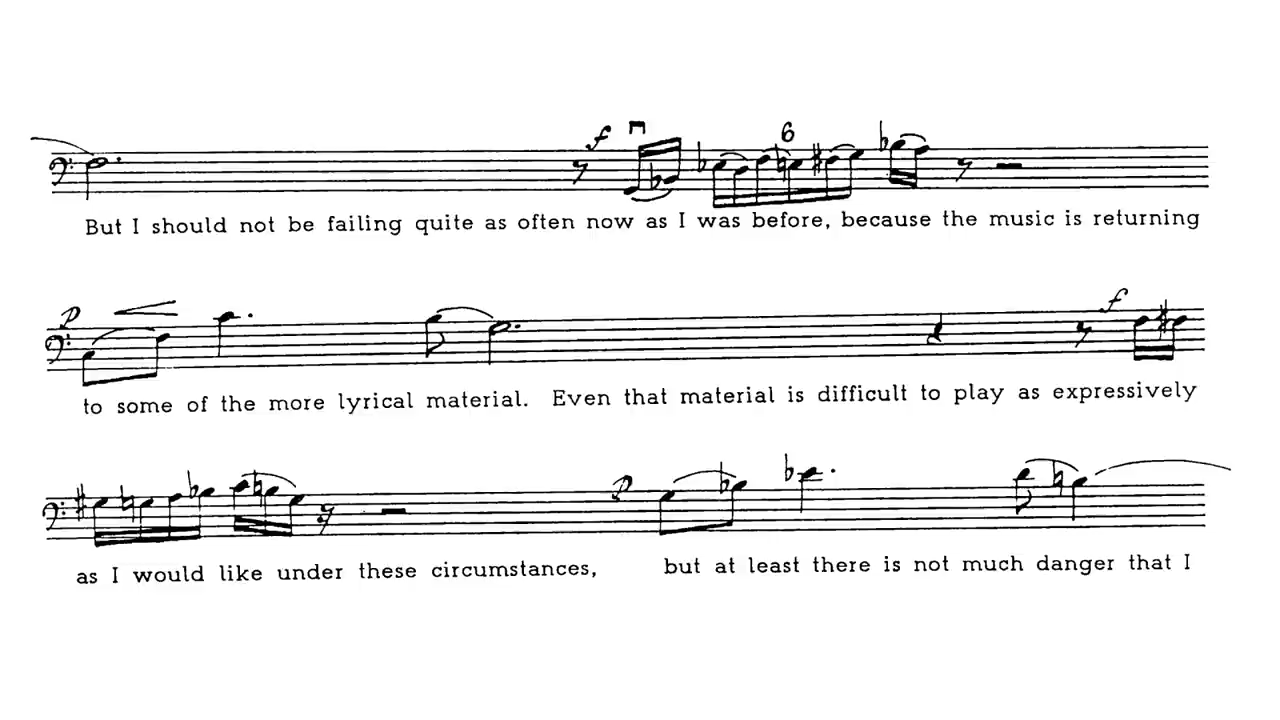 f 6
But I should not be failing quite as often now as I was before, because the music is returning
p f
to some of the more lyrical material. Even that material is difficult to play as expressively
p
as I would like under these circumstances, but at least there is not much danger that I